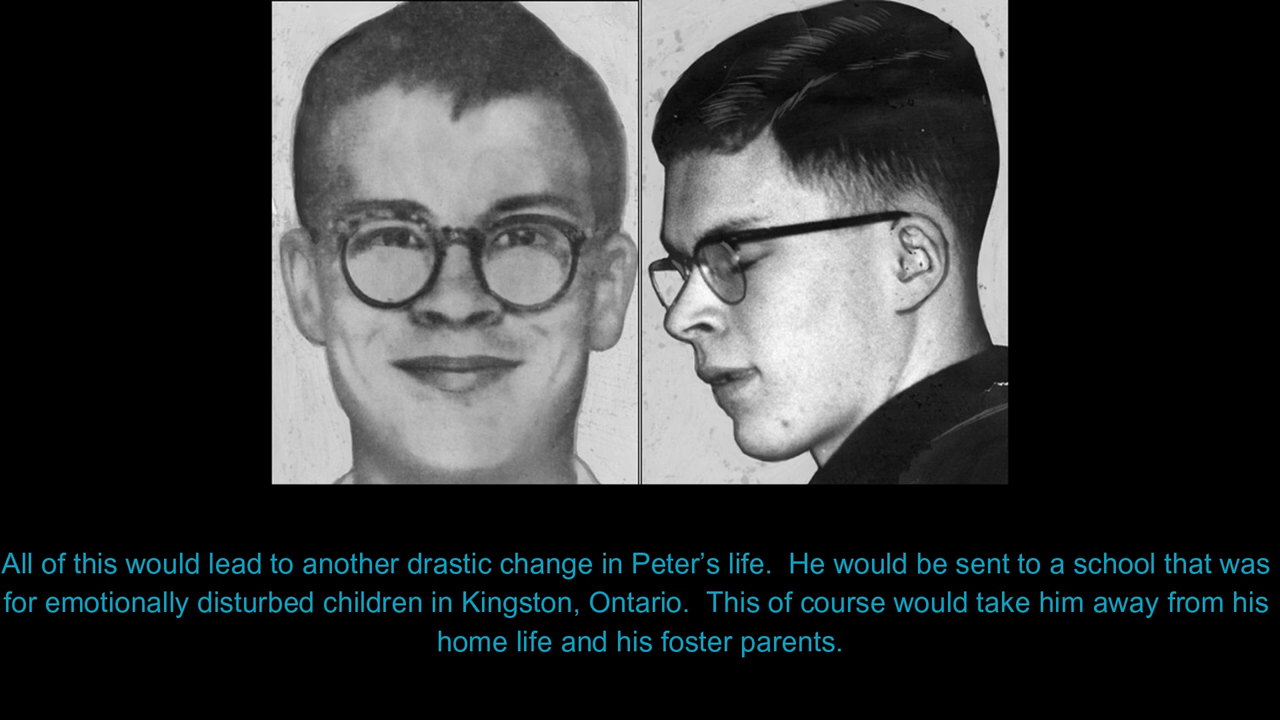 All of this would lead to another drastic change in Peter’s life.  He would be sent to a school that was
for emotionally disturbed children in Kingston, Ontario.  This of course would take him away from his
home life and his foster parents.